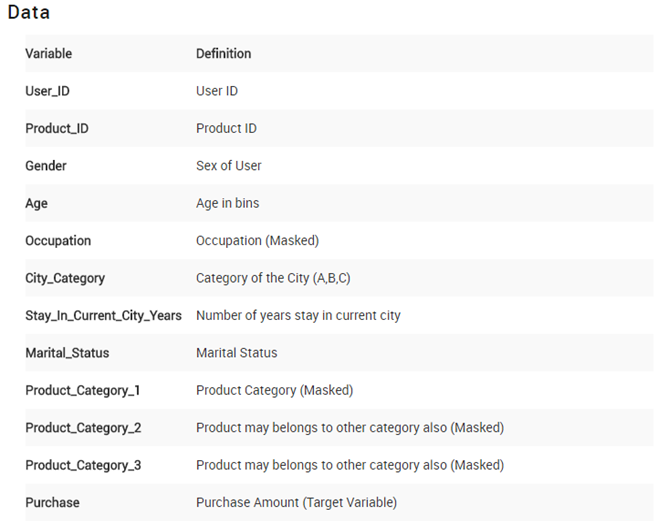 Data
Variable Definition
User_ID User ID
Product_ID Product ID
Gender Sex of User
Age Age in bins
Occupation Occupation (Masked)
City_Category Category of the City (A,B,C)
Stay_In_Current_City_Years Number of years stay in current city
Marital_Status Marital Status
Product_Category_1 Product Category (Masked)
Product_Category_2 Product may belongs to other category also (Masked)
Product_Category_3 Product may belongs to other category also (Masked)
Purchase Purchase Amount (Target Variable)